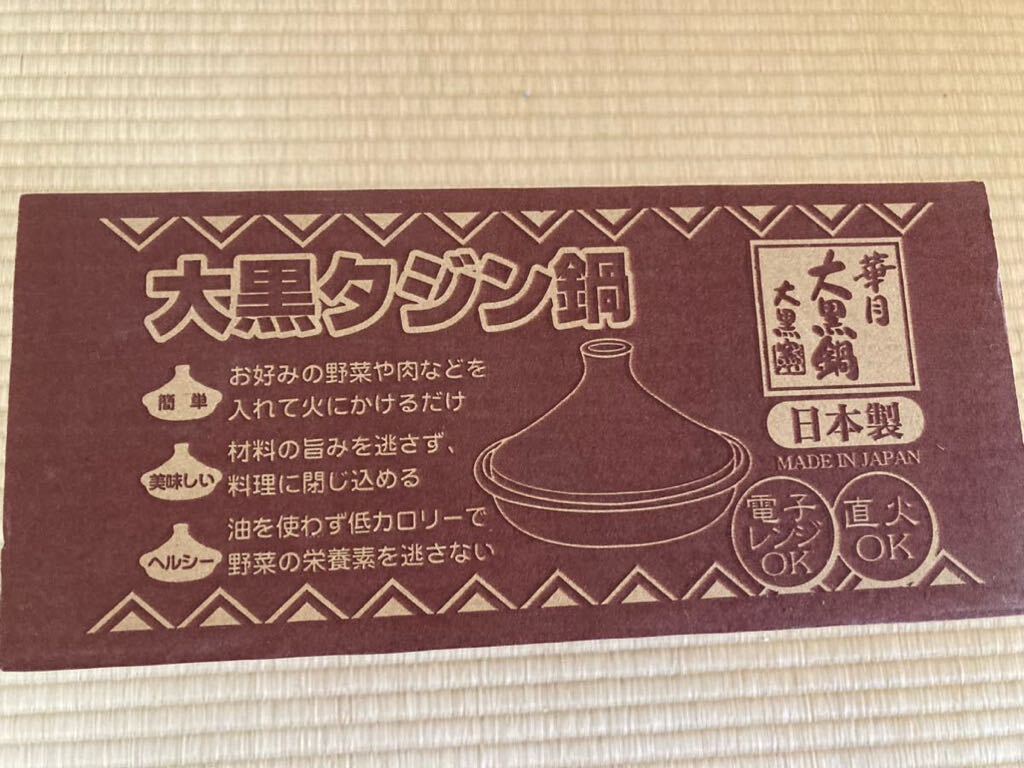 大黒タジン鍋
簡単
お好みの野菜や肉などを
入れて火にかけるだけ
美味しい
材料の旨みを逃さず、
料理に閉じ込める
ヘルシー
油を使わず低カロリーで
野菜の栄養素を逃さない
華月
大黒鍋
大黒窯
日本製
MADE IN JAPAN
電子
レンジ
OK
直火
OK